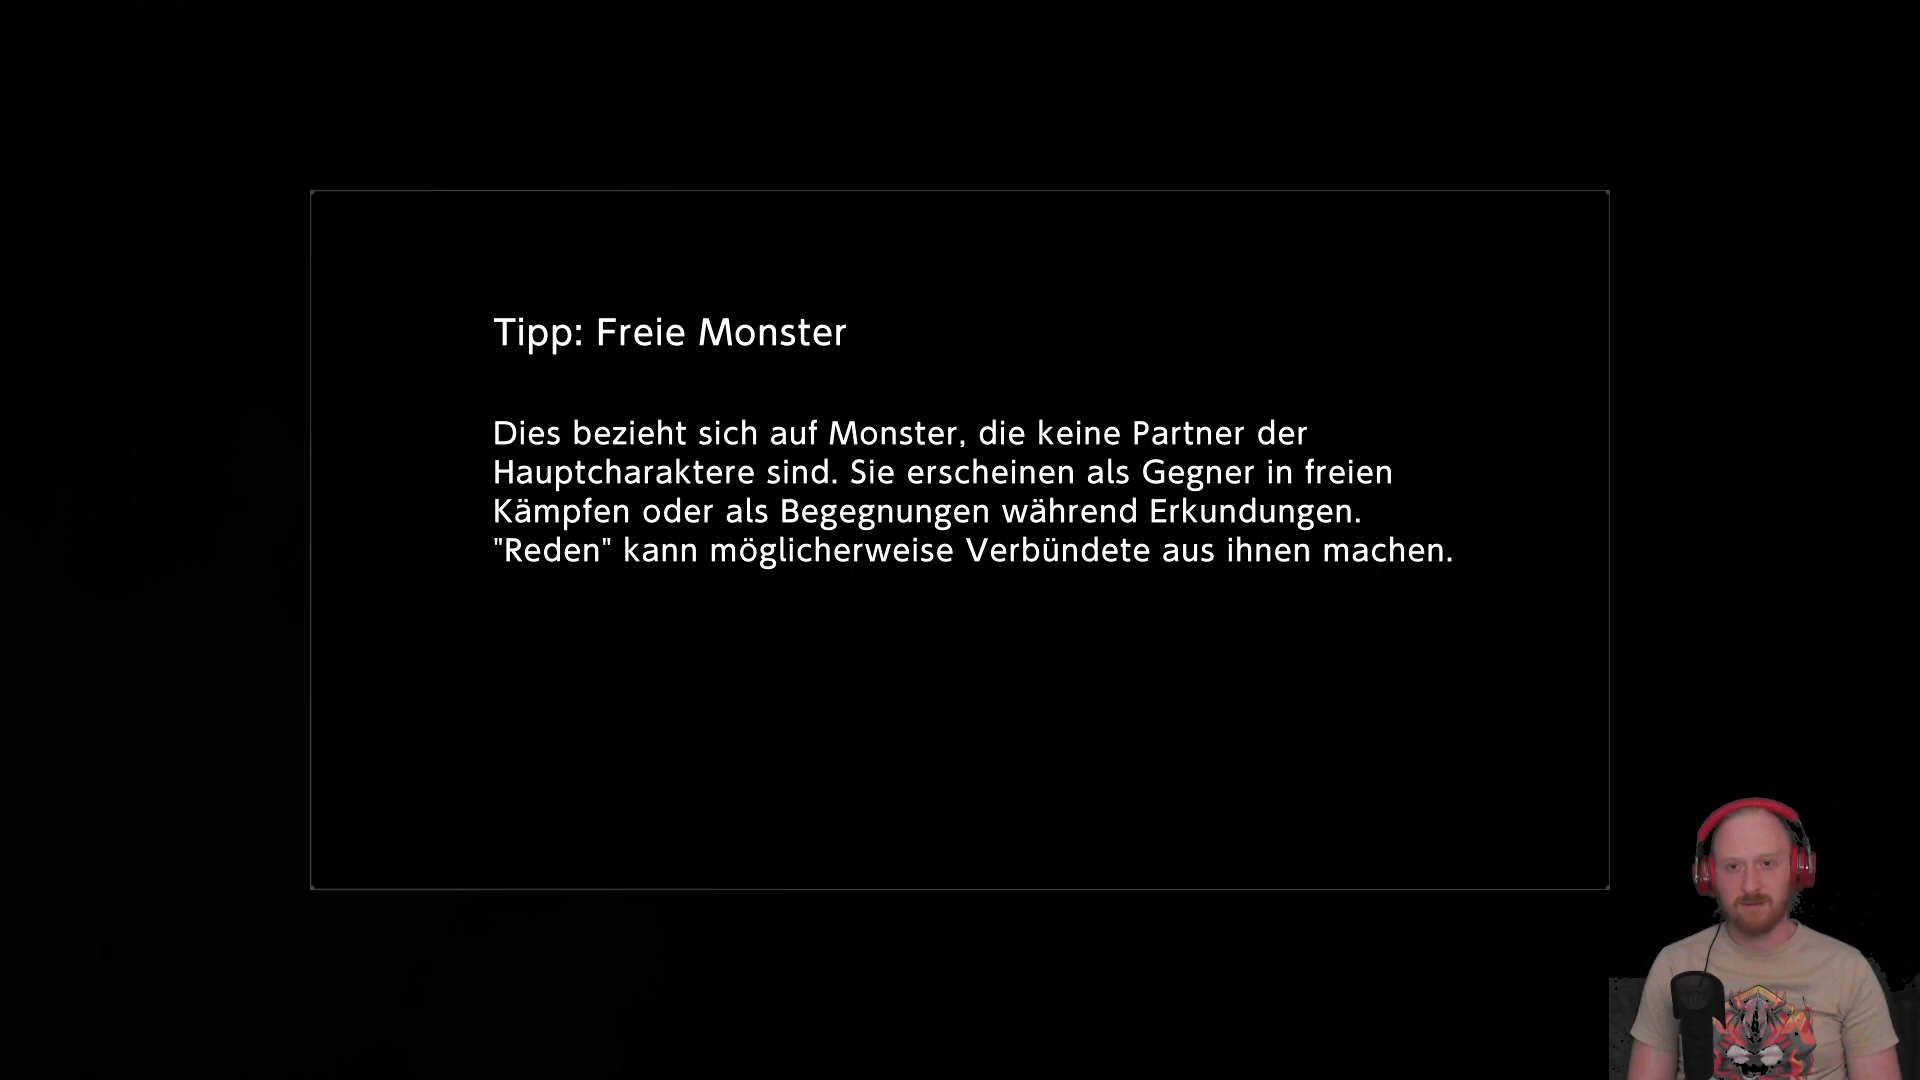 Tipp: Freie Monster
Dies bezieht sich auf Monster, die keine Partner der
Hauptcharaktere sind. Sie erscheinen als Gegner in freien
Kämpfen oder als Begegnungen während Erkundungen.
"Reden" kann möglicherweise Verbündete aus ihnen machen.